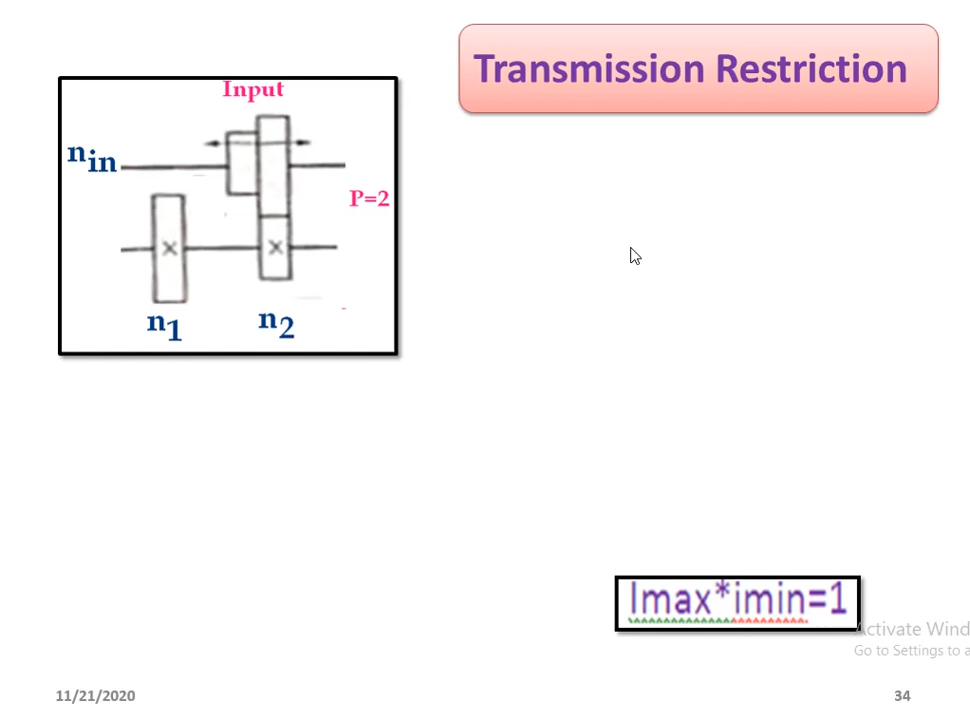 Transmission Restriction
Input
nin
P=2
n1
n2
Imax*imin=1
Activate Wind
Go to Settings to a
11/21/2020
34